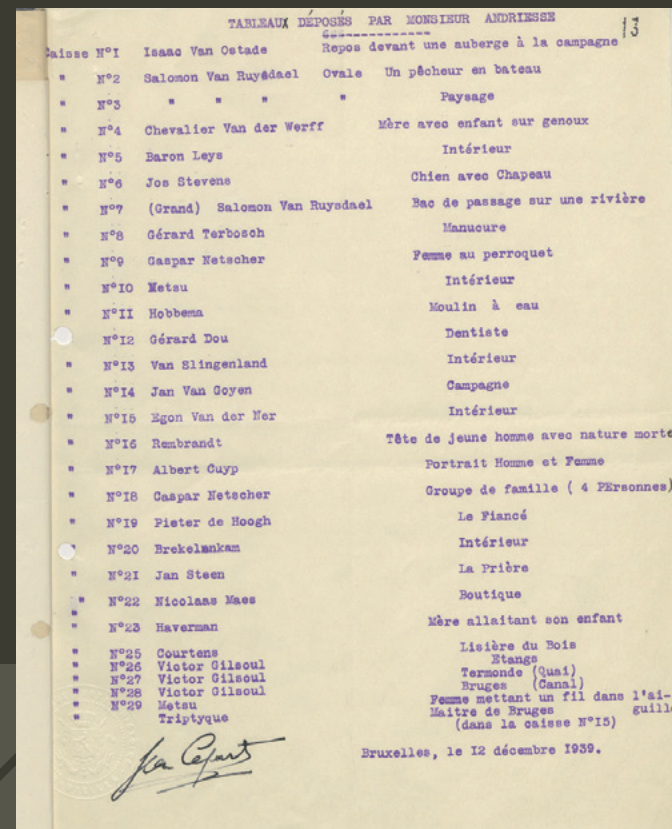 13
TABLEAUX DÉPOSÉS PAR MONSIEUR ANDRIESSE
Caisse N°I Isaac Van Ostade Repos devant une auberge à la campagne
" N°2 Salomon Van Ruysdael Ovale Un pêcheur en bateau
" N°3 " " " " Paysage
" N°4 Chevalier Van der Werff Mère avec enfant sur genoux
" N°5 Baron Leys Intérieur
" N°6 Jos Stevens Chien avec Chapeau
" N°7 (Grand) Salomon Van Ruysdael Bac de passage sur une rivière
" N°8 Gérard Terbosch Manucure
" N°9 Gaspar Netscher Femme au perroquet
" N°IO Metsu Intérieur
" N°II Hobbema Moulin à eau
N°I2 Gérard Dou Dentiste
" N°I3 Van Slingenland Intérieur
" N°I4 Jan Van Goyen Campagne
" N°I5 Egon Van der Ner Intérieur
" N°I6 Rembrandt Tête de jeune homme avec nature morte
" N°I7 Albert Cuyp Portrait Homme et Femme
" N°I8 Caspar Netscher Groupe de famille ( 4 PErsonnes)
" N°I9 Pieter de Hoogh Le Fiancé
" N°20 Brekelankam Intérieur
" N°2I Jan Steen La Prière
" N°22 Nicolaas Maes Boutique
"
" N°23 Haverman Mère allaitant son enfant
" N°25 Courtens Lisière du Bois
" N°26 Victor Gilsoul Etangs
" N°27 Victor Gilsoul Termonde (Quai)
" N°28 Victor Gilsoul Bruges (Canal)
" N°29 Metsu Femme mettant un fil dans l'ai-
guille
" Triptyque Maitre de Bruges
(dans la caisse N°I5)
Jean Capart
Bruxelles, le I2 décembre I939.